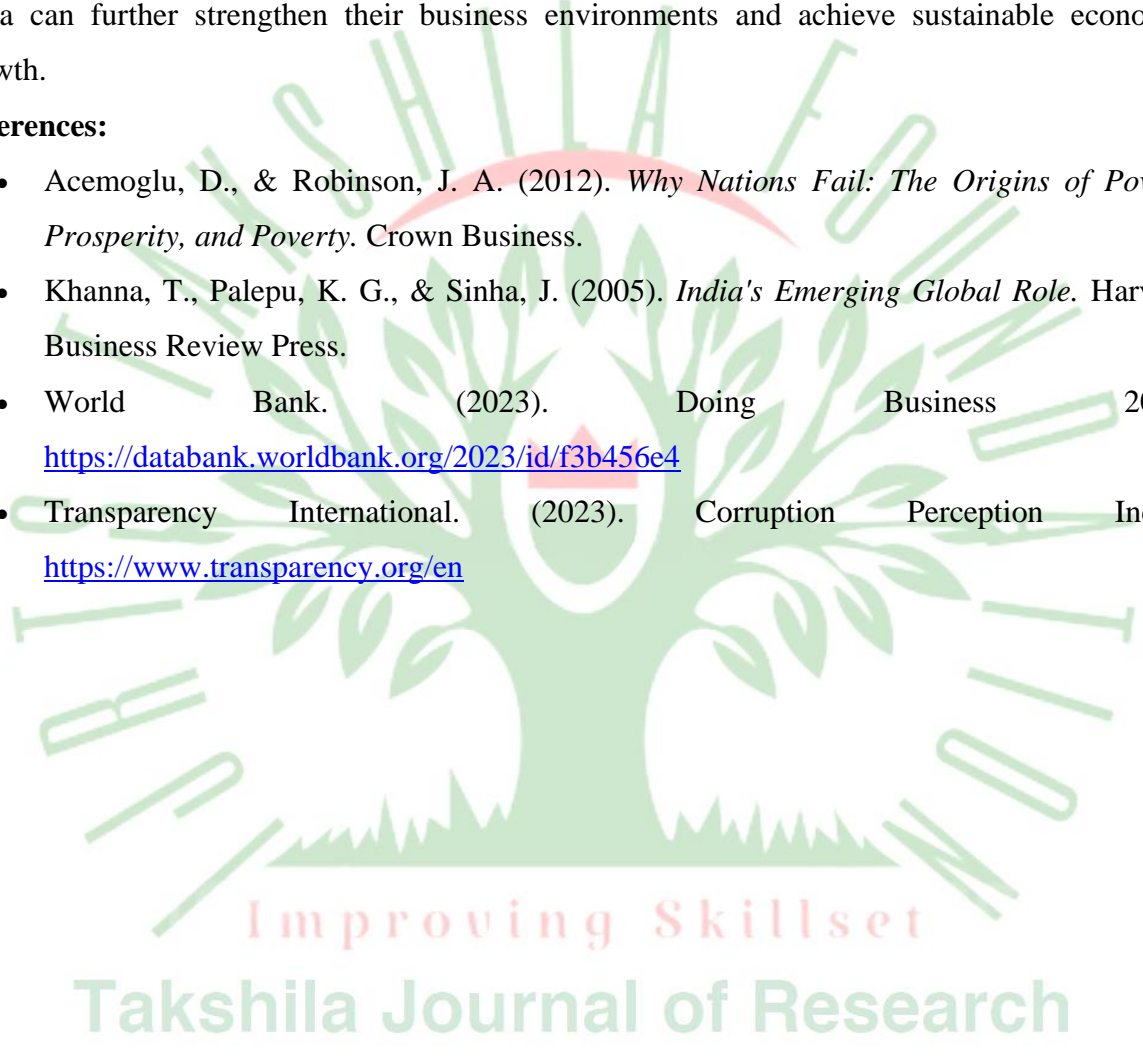 a can further strengthen their business environments and achieve sustainable econo
wth.
erences:
• Acemoglu, D., & Robinson, J. A. (2012). Why Nations Fail: The Origins of Pov
Prosperity, and Poverty. Crown Business.
• Khanna, T., Palepu, K. G., & Sinha, J. (2005). India's Emerging Global Role. Harv
Business Review Press.
• World Bank. (2023). Doing Business 20
https://databank.worldbank.org/2023/id/f3b456e4
• Transparency International. (2023). Corruption Perception Ind
https://www.transparency.org/en
TAKSHILA FOUNDATION
Improving Skillset
Takshila Journal of Research